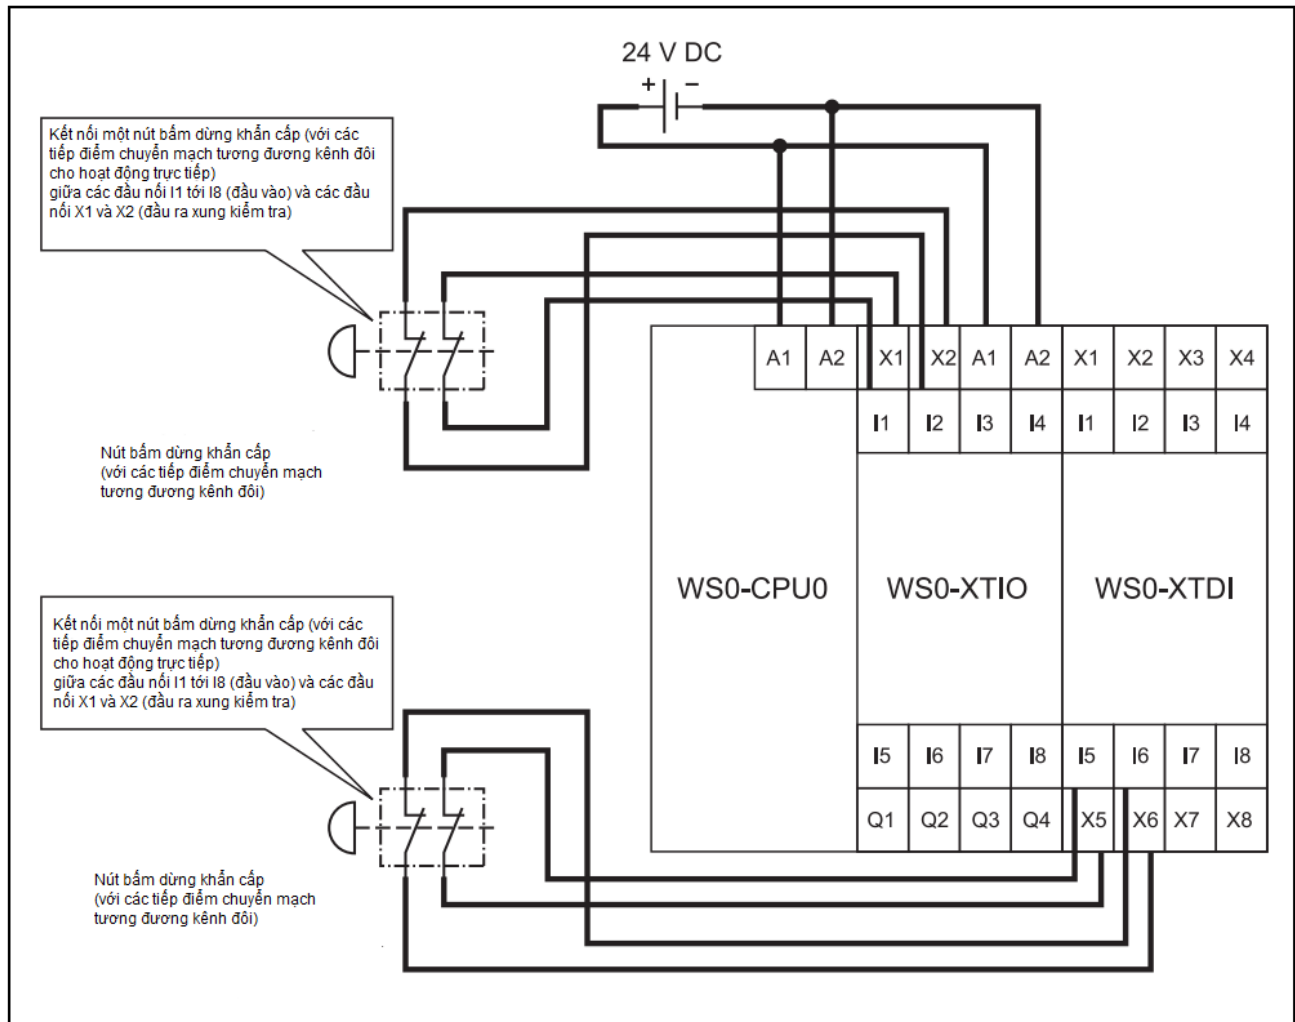 24 V DC
+ −
Kết nối một nút bấm dừng khẩn cấp (với các
tiếp điểm chuyển mạch tương đương kênh đôi
cho hoạt động trực tiếp)
giữa các đầu nối I1 tới I8 (đầu vào) và các đầu
nối X1 và X2 (đầu ra xung kiểm tra)
A1 A2 X1 X2 A1 A2 X1 X2 X3 X4
I1 I2 I3 I4 I1 I2 I3 I4
Nút bấm dừng khẩn cấp
(với các tiếp điểm chuyển mạch
tương đương kênh đôi)
WS0-CPU0 WS0-XTIO WS0-XTDI
Kết nối một nút bấm dừng khẩn cấp (với các
tiếp điểm chuyển mạch tương đương kênh đôi
cho hoạt động trực tiếp)
giữa các đầu nối I1 tới I8 (đầu vào) và các đầu
nối X1 và X2 (đầu ra xung kiểm tra)
I5 I6 I7 I8 I5 I6 I7 I8
Q1 Q2 Q3 Q4 X5 X6 X7 X8
Nút bấm dừng khẩn cấp
(với các tiếp điểm chuyển mạch
tương đương kênh đôi)